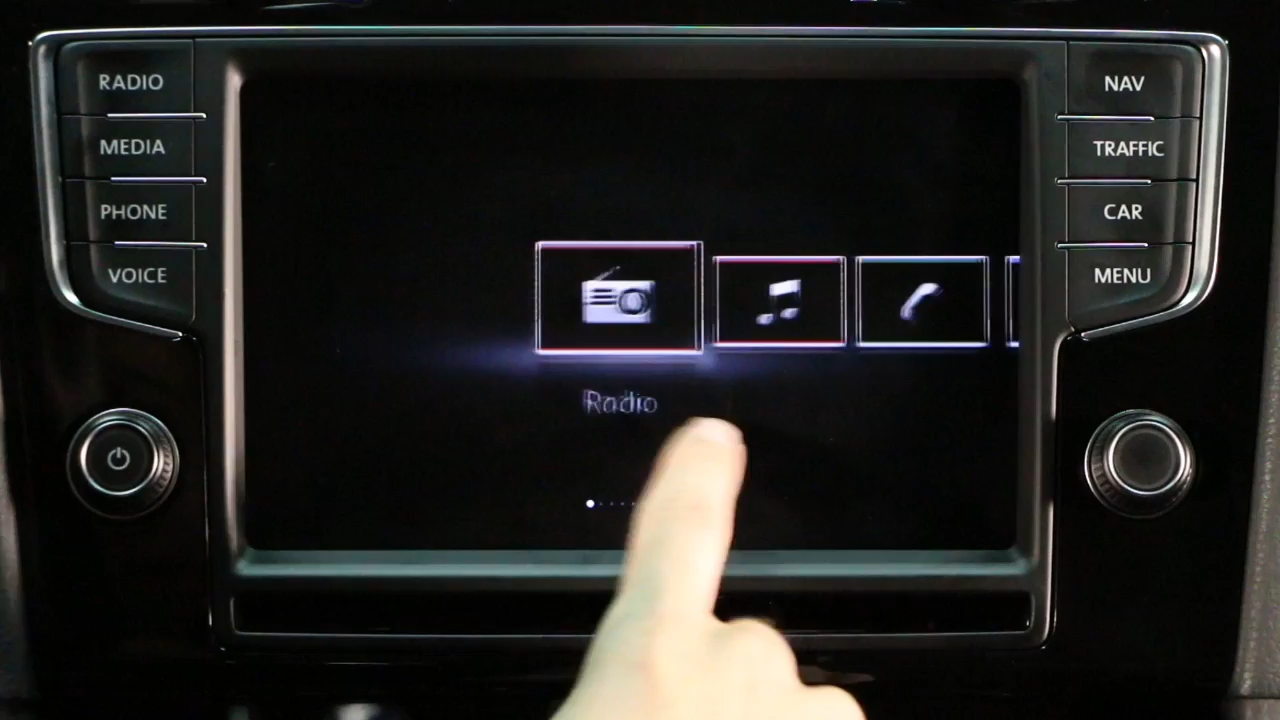 RADIO
MEDIA
PHONE
VOICE
Radio
NAV
TRAFFIC
CAR
MENU